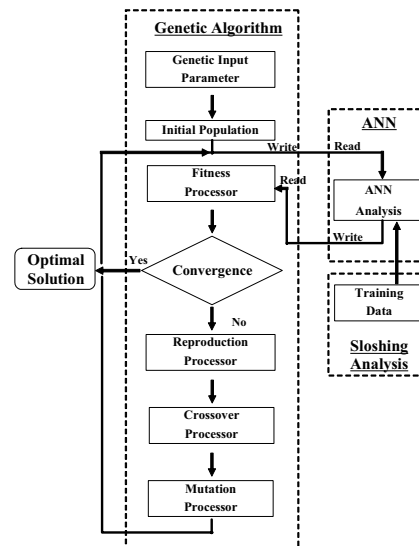 Genetic Algorithm
Genetic Input
Parameter
Initial Population
Write
Read
ANN
Fitness
Processor
Read
ANN
Analysis
Write
Optimal
Solution
Yes
Convergence
Training
Data
No
Sloshing
Analysis
Reproduction
Processor
Crossover
Processor
Mutation
Processor